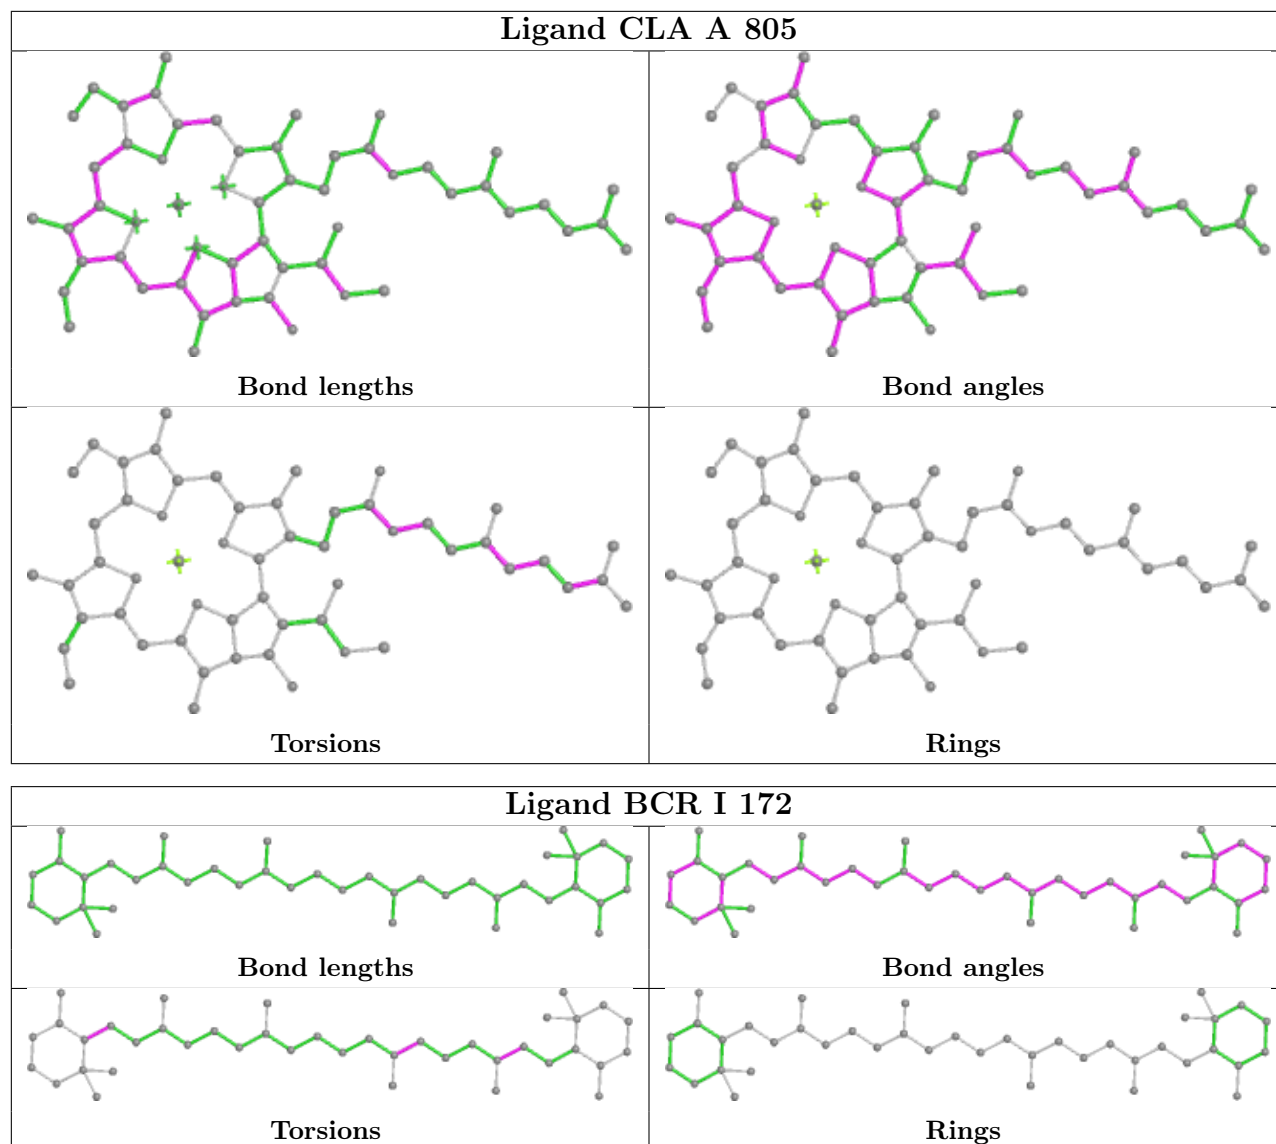 Ligand CLA A 805
Bond lengths
Bond angles
Torsions
Rings
Ligand BCR I 172
Bond lengths
Bond angles
Torsions
Rings